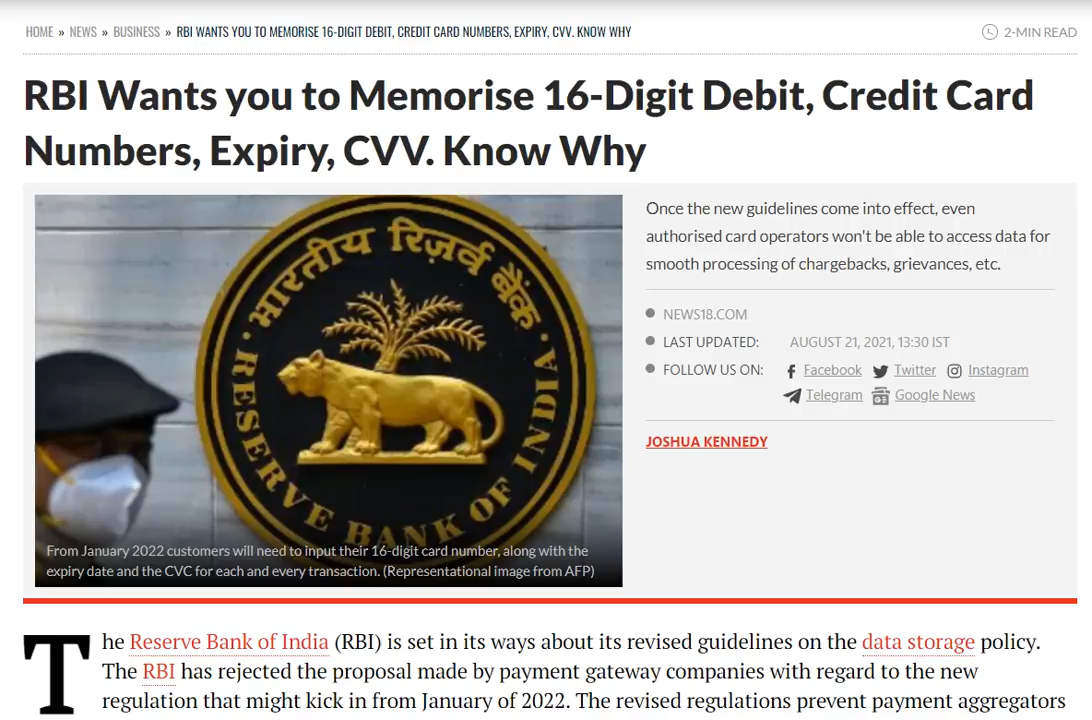 HOME » NEWS » BUSINESS » RBI WANTS YOU TO MEMORISE 16-DIGIT DEBIT, CREDIT CARD NUMBERS, EXPIRY, CVV. KNOW WHY
2-MIN READ
RBI Wants you to Memorise 16-Digit Debit, Credit Card
Numbers, Expiry, CVV. Know Why
भारतीय रिज़र्व बैंक
RESERVE BANK OF INDIA
From January 2022 customers will need to input their 16-digit card number, along with the
expiry date and the CVC for each and every transaction. (Representational image from AFP)
Once the new guidelines come into effect, even
authorised card operators won't be able to access data for
smooth processing of chargebacks, grievances, etc.
NEWS18.COM
LAST UPDATED: AUGUST 21, 2021, 13:30 IST
FOLLOW US ON: Facebook Twitter Instagram
Telegram Google News
JOSHUA KENNEDY
The Reserve Bank of India (RBI) is set in its ways about its revised guidelines on the data storage policy.
The RBI has rejected the proposal made by payment gateway companies with regard to the new
regulation that might kick in from January of 2022. The revised regulations prevent payment aggregators